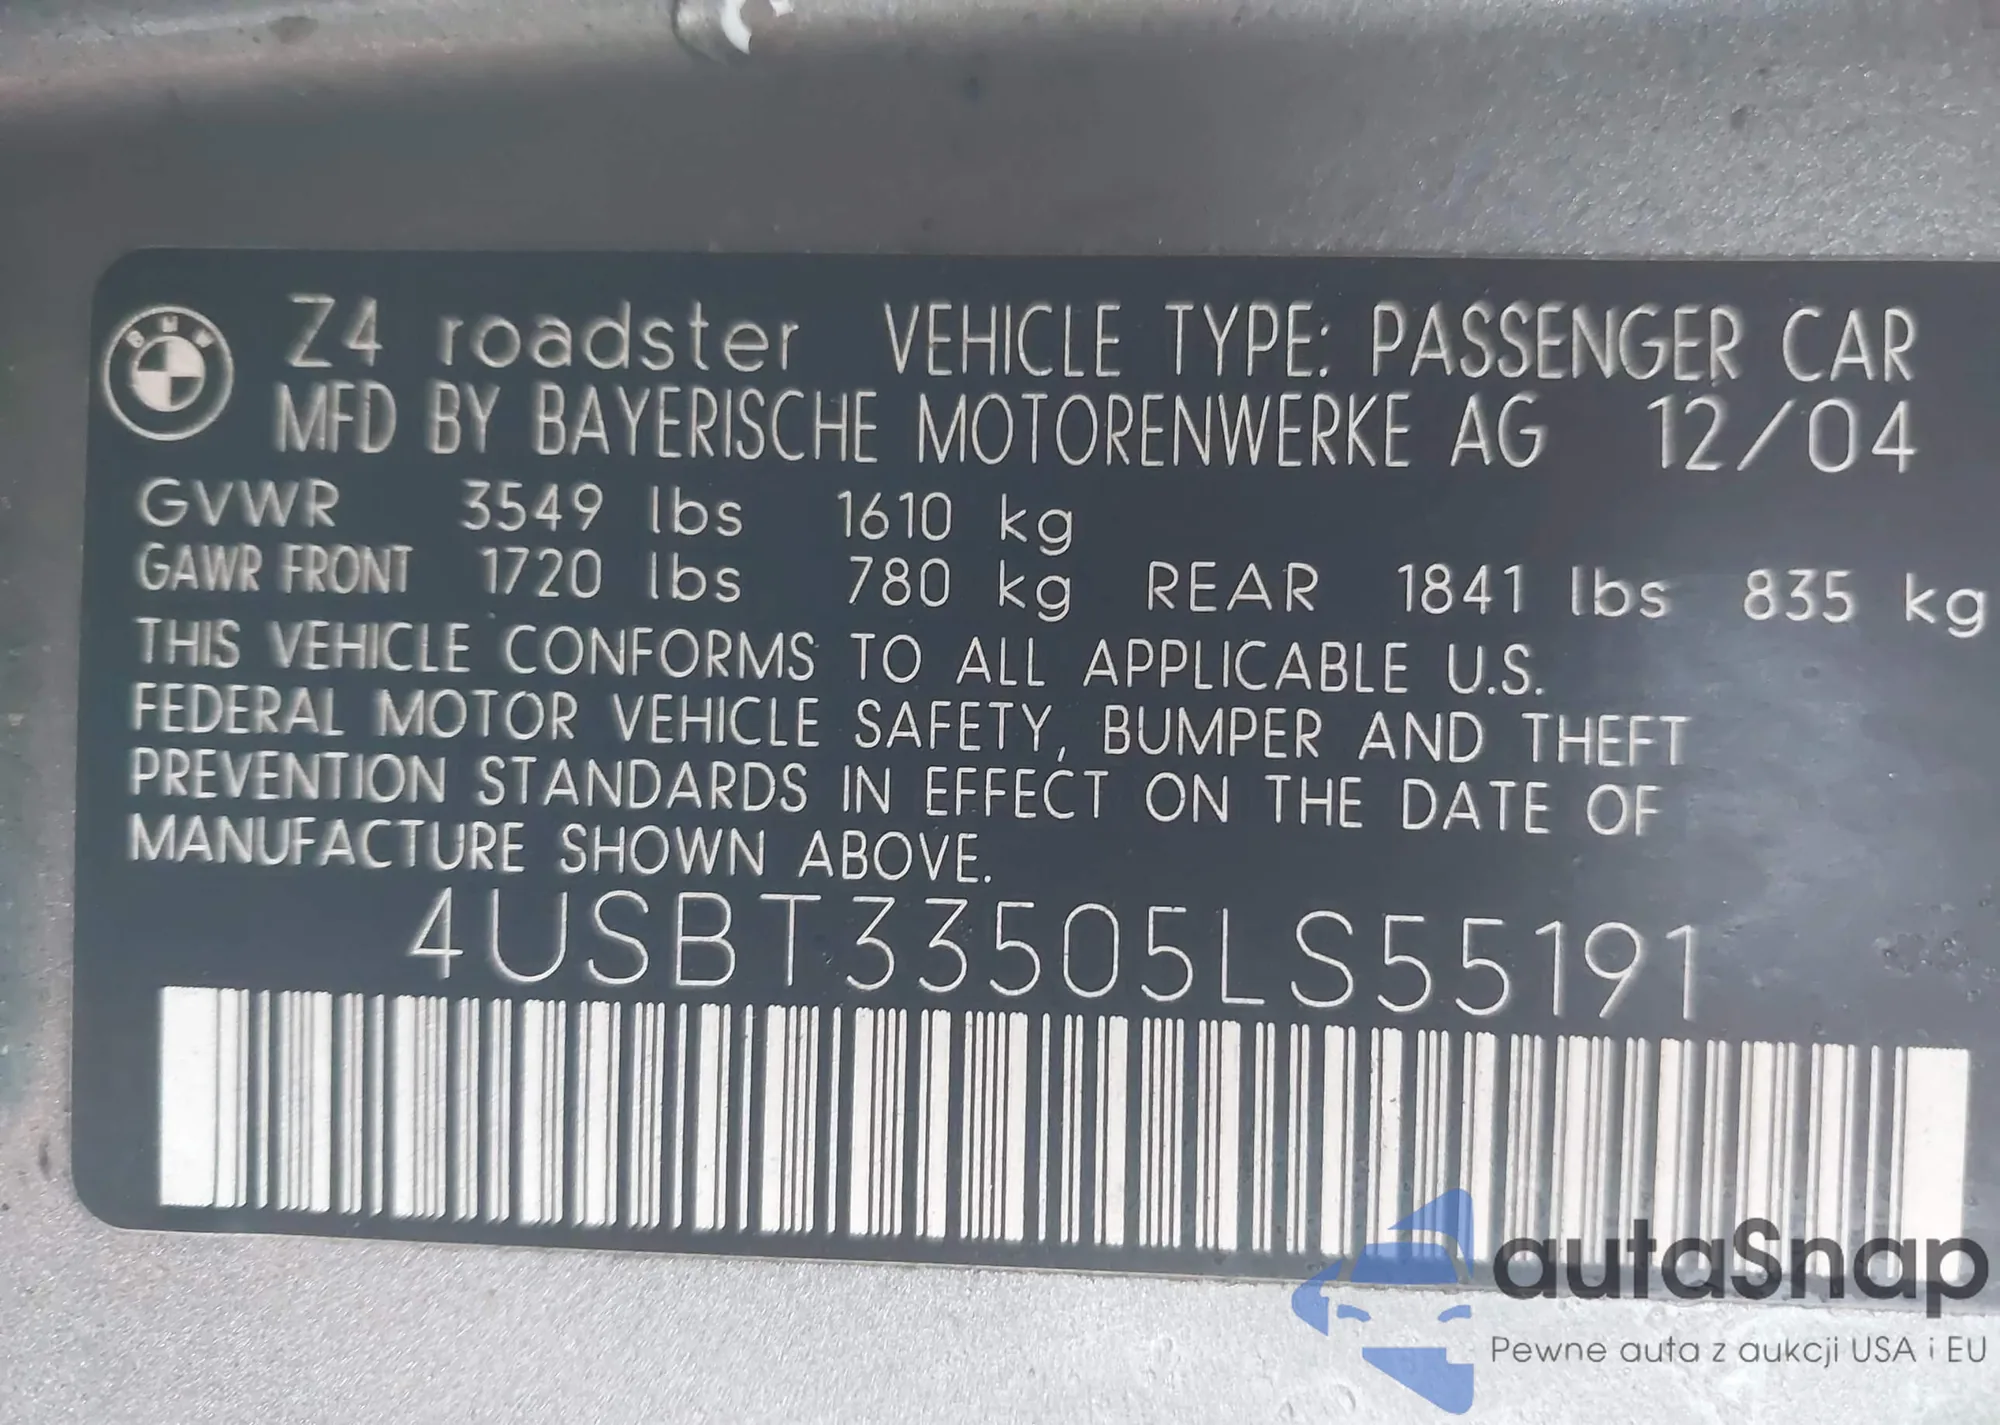 BMW Z4 roadster VEHICLE TYPE: PASSENGER CAR
MFD BY BAYERISCHE MOTORENWERKE AG 12/04
GVWR 3549 lbs 1610 kg
GAWR FRONT 1720 lbs 780 kg REAR 1841 lbs 835 kg
THIS VEHICLE CONFORMS TO ALL APPLICABLE U.S.
FEDERAL MOTOR VEHICLE SAFETY, BUMPER AND THEFT
PREVENTION STANDARDS IN EFFECT ON THE DATE OF
MANUFACTURE SHOWN ABOVE.
4USBT33505LS55191
autaSnap
Pewne auta z aukcji USA i EU